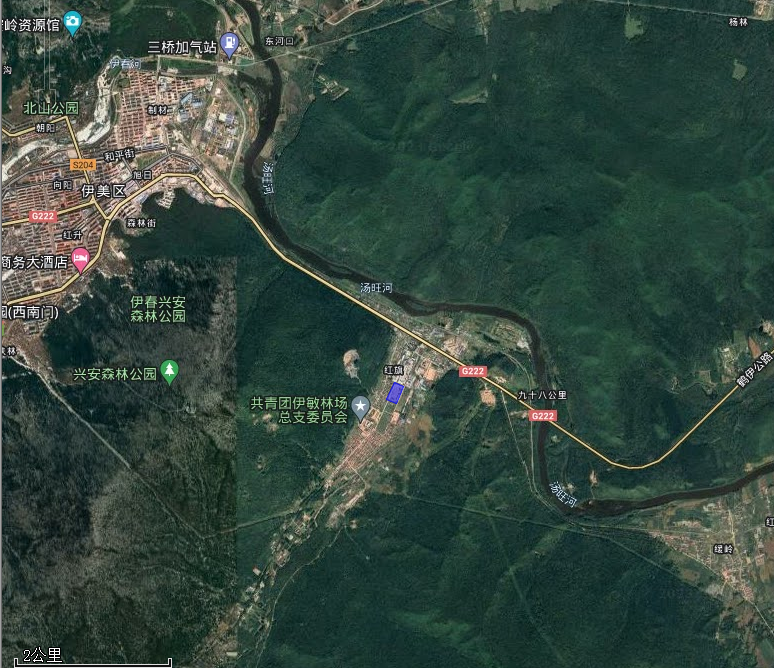 岭资源馆
三桥加气站
东河口
杨林
伊春河
沟
北山公园
朝阳
制材
S204
和平街
旭日
向阳
伊美区
汤旺河
G222
红升
森林街
商务大酒店
汤旺河
伊春兴安
森林公园
园(西南门)
兴安森林公园
红旗
G222
共青团伊敏林场
总支委员会
九十八公里
鹤伊公路
G222
汤旺河
缓岭
2公里